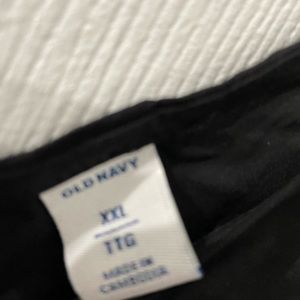 OLD NAVY
XXL
TTG
MADE IN
CAMBODIA